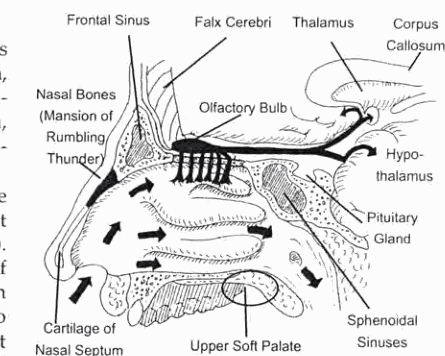 Frontal Sinus
Falx Cerebri
Thalamus
Corpus
Callosum
Nasal Bones
(Mansion of
Rumbling
Thunder)
Olfactory Bulb
Hypo-
thalamus
Pituitary
Gland
Sphenoidal
Sinuses
Upper Soft Palate
Cartilage of
Nasal Septum